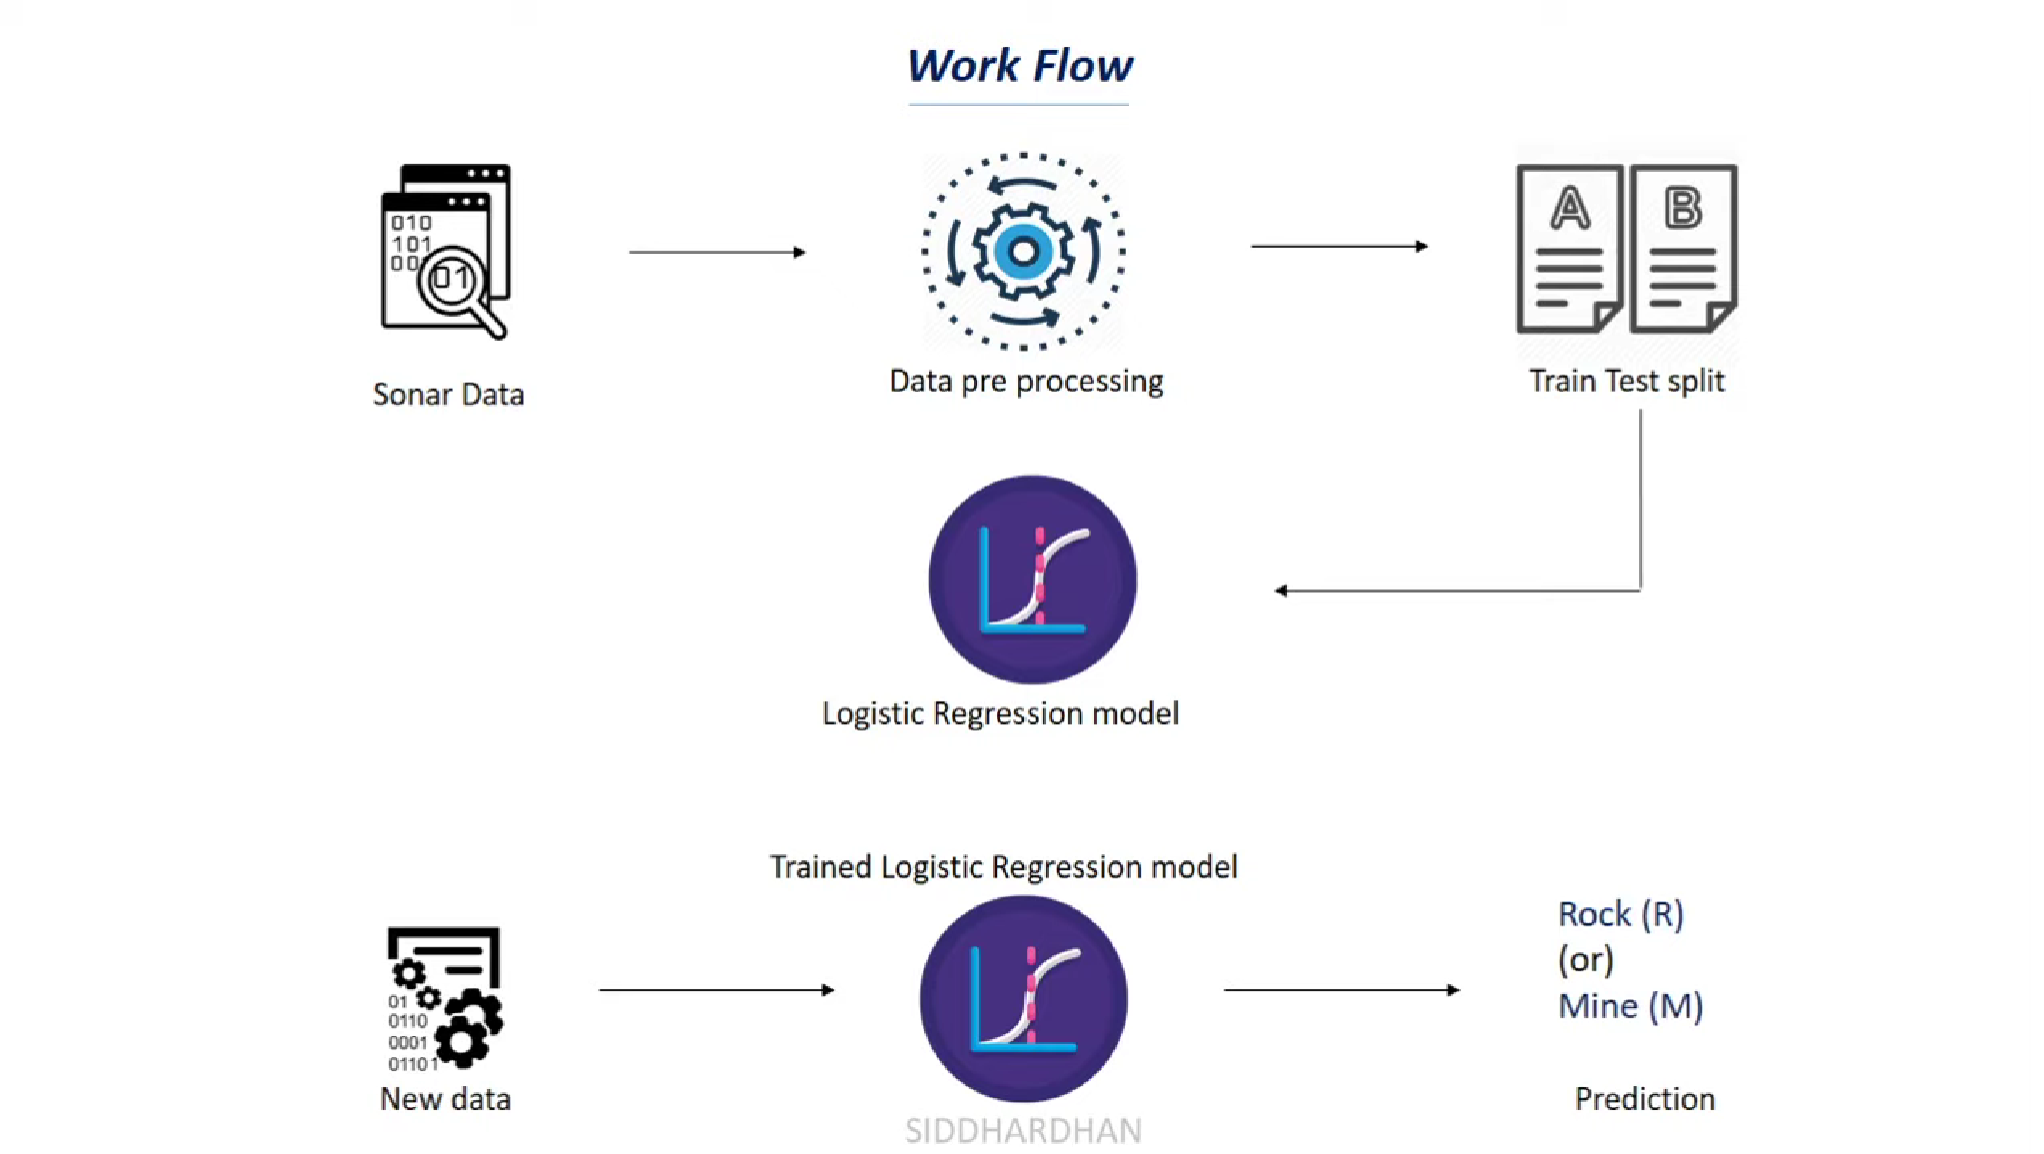 Work Flow
010
101
00
01
A
B
Sonar Data
Data pre processing
Train Test split
Logistic Regression model
Trained Logistic Regression model
Rock (R)
(or)
Mine (M)
01
0110
0001
01101
New data
Prediction
SIDDHARDHAN